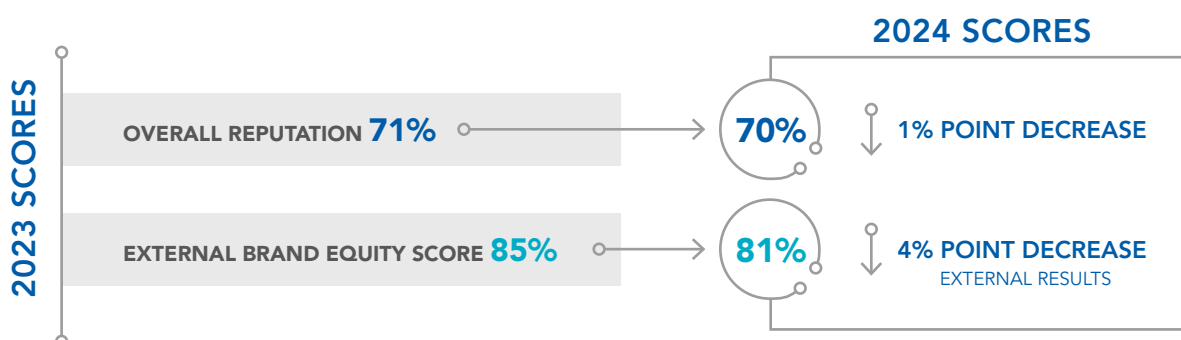 2024 SCORES
2023 SCORES
OVERALL REPUTATION 71%
70%
1% POINT DECREASE
EXTERNAL BRAND EQUITY SCORE 85%
81%
4% POINT DECREASE
EXTERNAL RESULTS